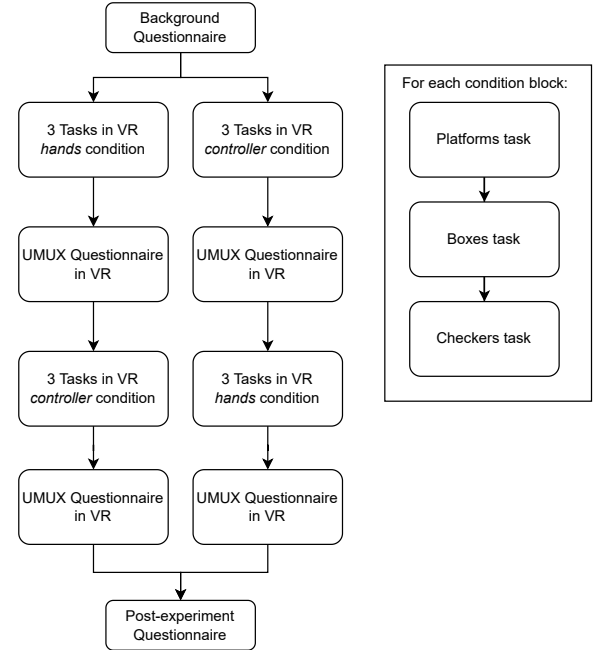 Background
Questionnaire
3 Tasks in VR
hands condition
3 Tasks in VR
controller condition
UMUX Questionnaire
in VR
UMUX Questionnaire
in VR
3 Tasks in VR
controller condition
3 Tasks in VR
hands condition
UMUX Questionnaire
in VR
UMUX Questionnaire
in VR
Post-experiment
Questionnaire
For each condition block:
Platforms task
Boxes task
Checkers task